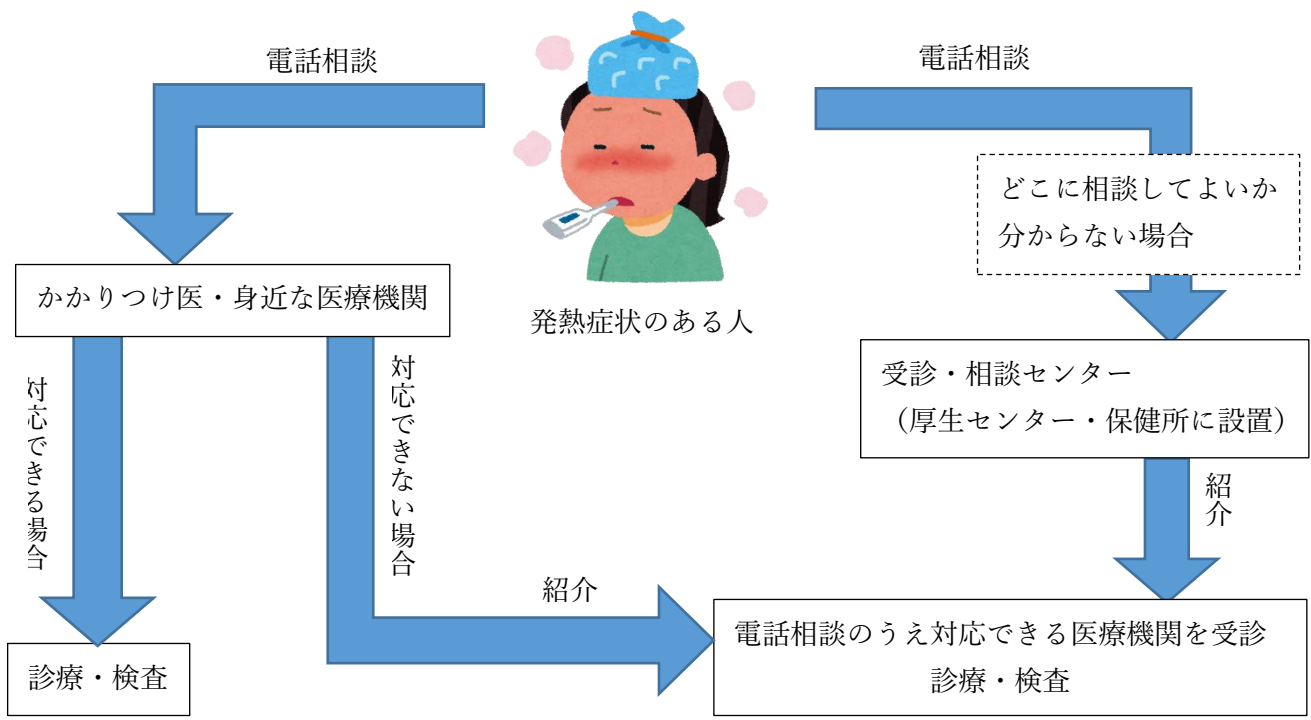 電話相談
電話相談
どこに相談してよいか
分からない場合
発熱症状のある人
かかりつけ医・身近な医療機関
受診・相談センター
（厚生センター・保健所に設置）
対応できる場合
対応できない場合
紹介
紹介
電話相談のうえ対応できる医療機関を受診
診療・検査
診療・検査